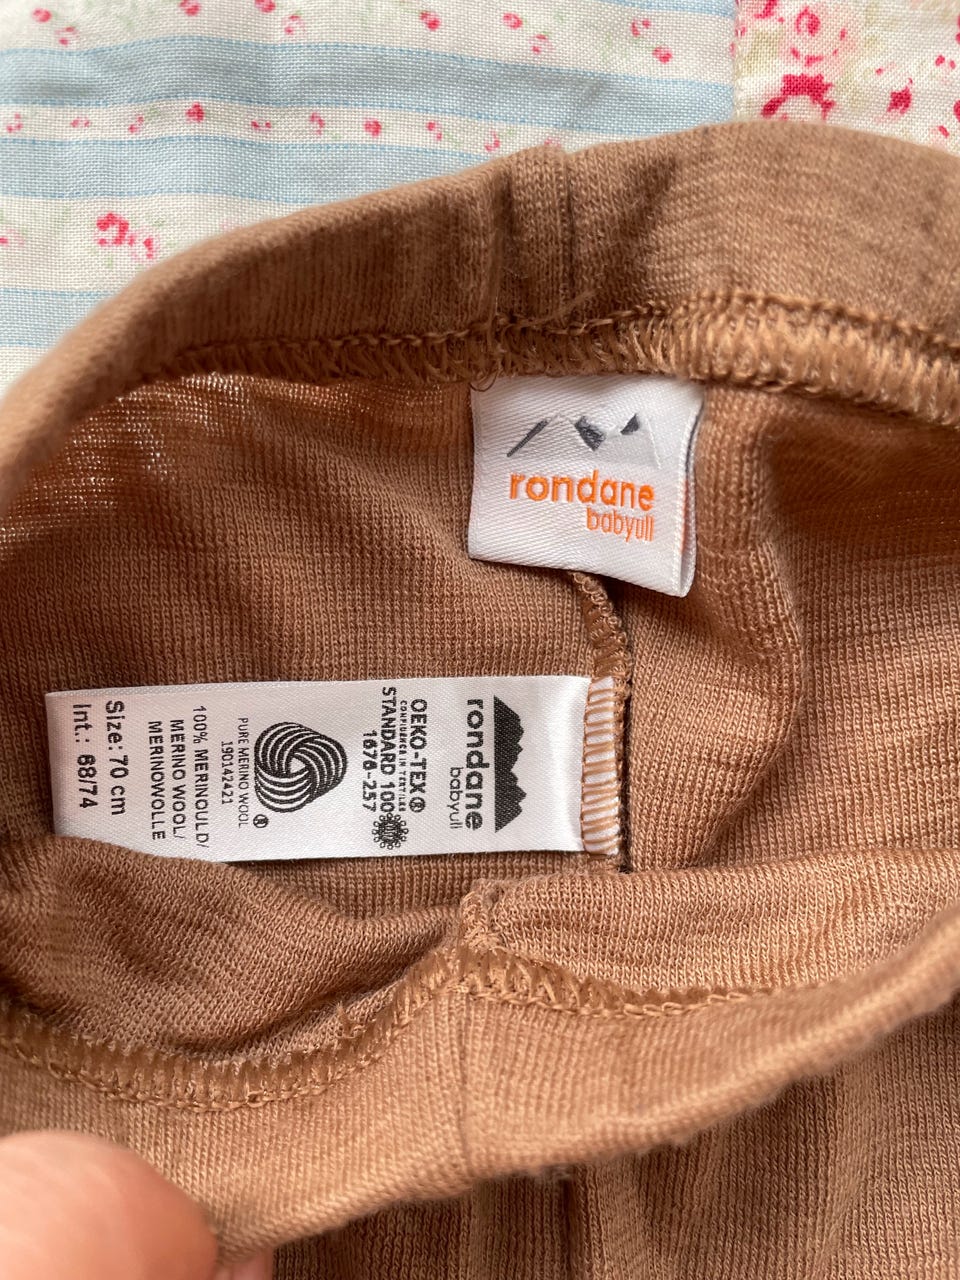 rondane
babyull
rondane
babyull
OEKO-TEX®
CONFIDENCE IN TEXTILES
STANDARD 100
1676-257
®
PURE MERINO WOOL
190142421
100% MERINOULD/
MERINO WOOL/
MERINOWOLLE
Size: 70 cm
Int.: 68/74